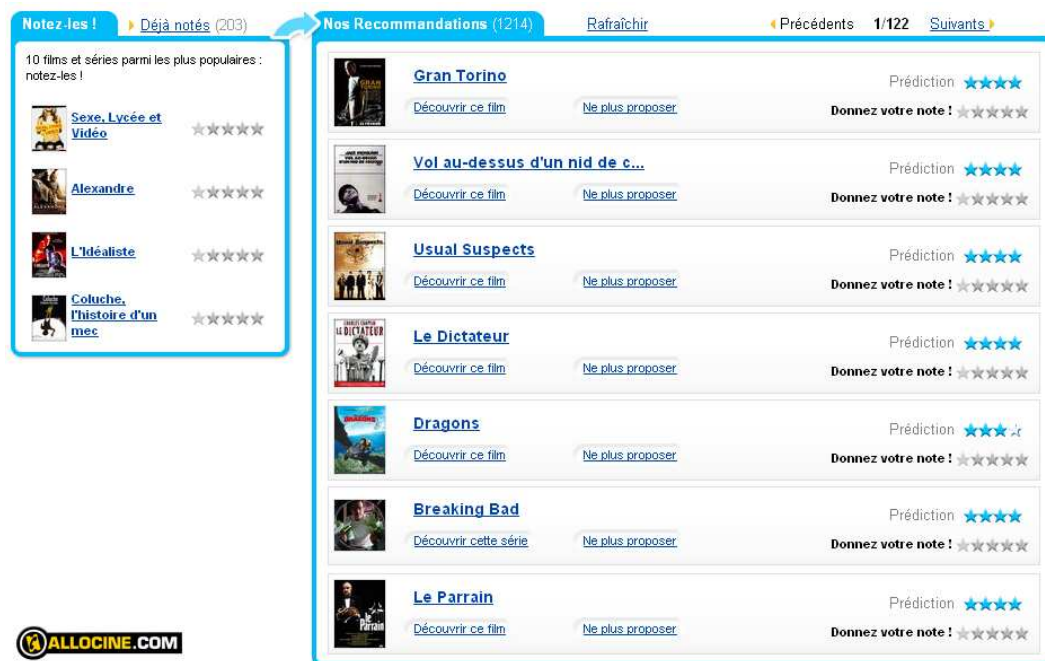 Notez-les !
Déjà notés (203)
10 films et séries parmi les plus populaires :
notez-les !
Sexe, Lycée et
Vidéo
Alexandre
L'Idéaliste
Coluche,
l'histoire d'un
mec
ALLOCINE.COM
Nos Recommandations (1214) Rafraîchir Précédents 1/122 Suivants
Gran Torino Prédiction
Découvrir ce film Ne plus proposer Donnez votre note !
Vol au-dessus d'un nid de c... Prédiction
Découvrir ce film Ne plus proposer Donnez votre note !
Usual Suspects Prédiction
Découvrir ce film Ne plus proposer Donnez votre note !
LE DICTATEUR
Le Dictateur Prédiction
Découvrir ce film Ne plus proposer Donnez votre note !
DRAGONS
Dragons Prédiction
Découvrir ce film Ne plus proposer Donnez votre note !
Breaking Bad Prédiction
Découvrir cette série Ne plus proposer Donnez votre note !
le
Parrain
Le Parrain Prédiction
Découvrir ce film Ne plus proposer Donnez votre note !